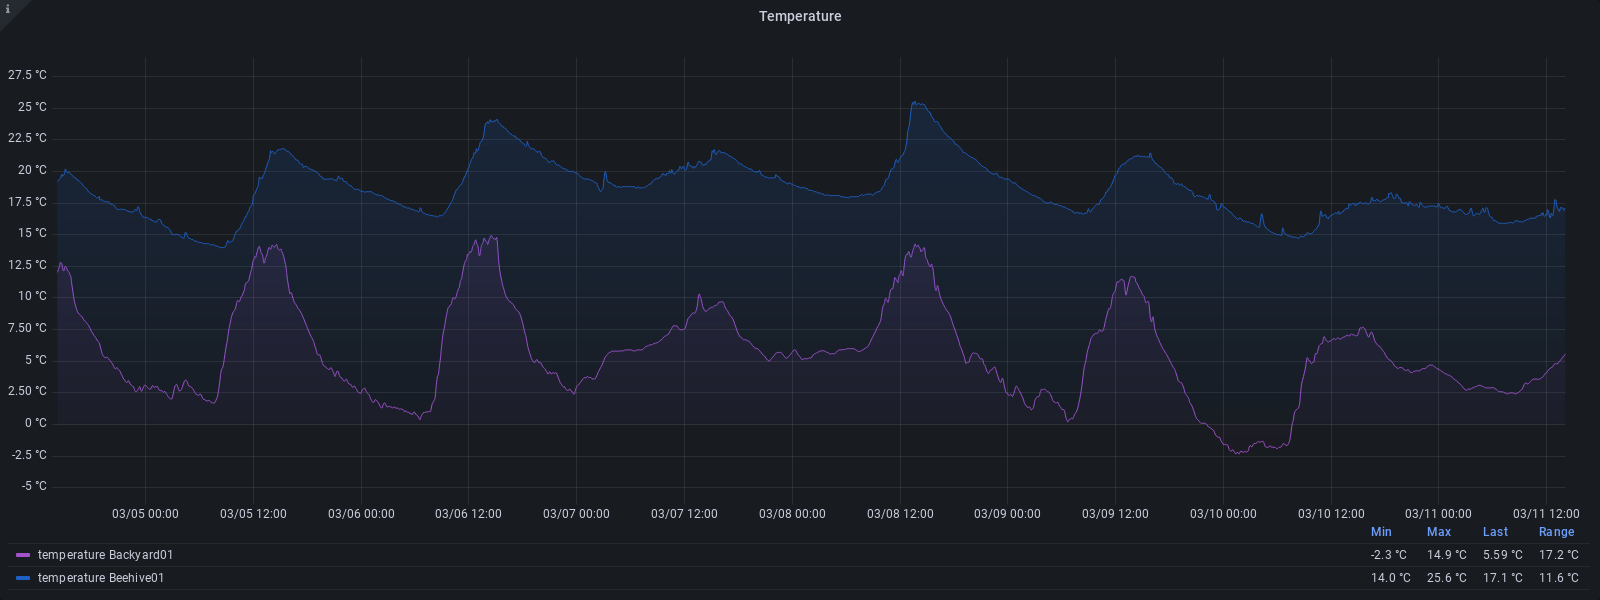 i
Temperature
27.5 °C
25 °C
22.5 °C
20 °C
17.5 °C
15 °C
12.5 °C
10 °C
7.50 °C
5 °C
2.50 °C
0 °C
-2.5 °C
-5 °C
03/05 00:00 03/05 12:00 03/06 00:00 03/06 12:00 03/07 00:00 03/07 12:00 03/08 00:00 03/08 12:00 03/09 00:00 03/09 12:00 03/10 00:00 03/10 12:00 03/11 00:00 03/11 12:00
Min Max Last Range
temperature Backyard01 -2.3 °C 14.9 °C 5.59 °C 17.2 °C
temperature Beehive01 14.0 °C 25.6 °C 17.1 °C 11.6 °C